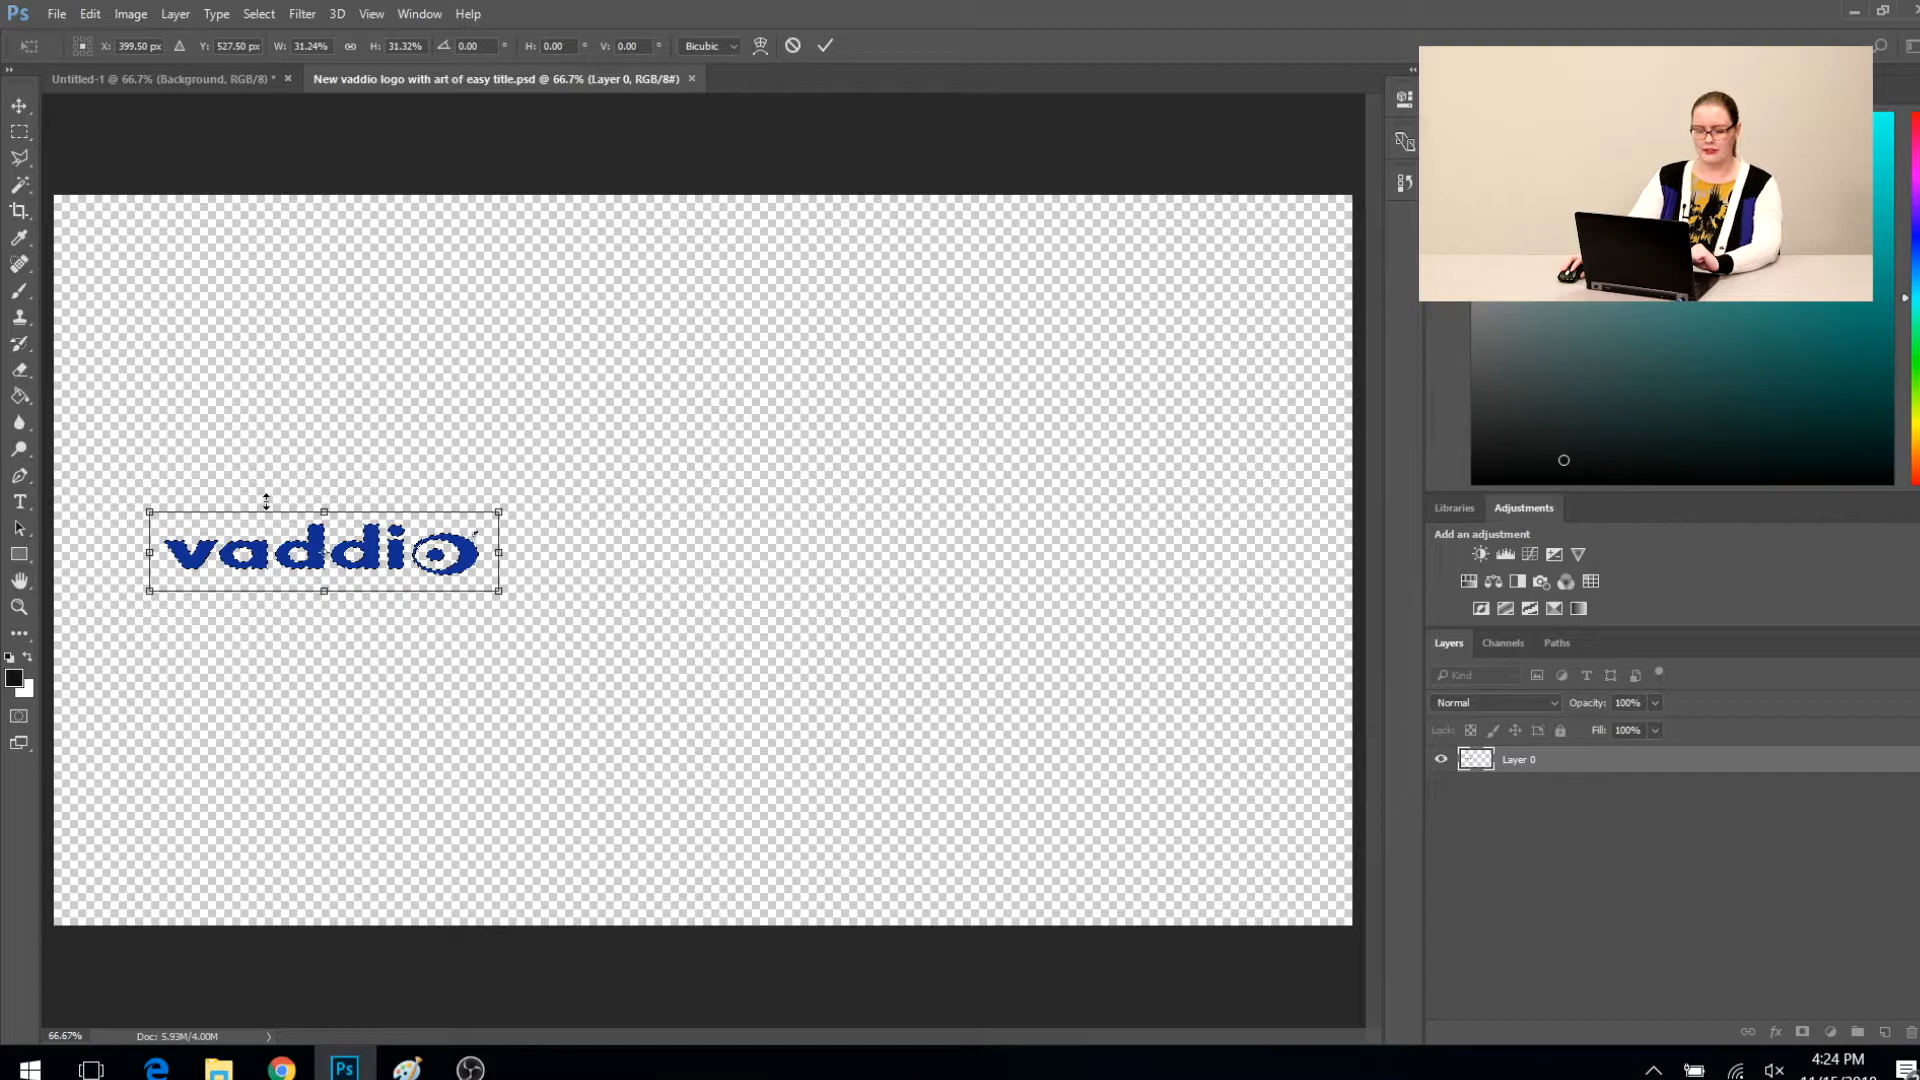 Ps File Edit Image Layer Type Select Filter 3D View Window Help
X: 399.50 px Y: 527.50 px W: 31.24% H: 31.32% 0.00 ° H: 0.00 ° V: 0.00 ° Bicubic
Untitled-1 @ 66.7% (Background, RGB/8) * × New vaddio logo with art of easy title.psd @ 66.7% (Layer 0, RGB/8#) ×
vaddio
Libraries Adjustments
Add an adjustment
Layers Channels Paths
Kind
Normal Opacity: 100%
Lock: Fill: 100%
Layer 0
66.67% Doc: 5.93M/4.00M
Ps
4:24 PM